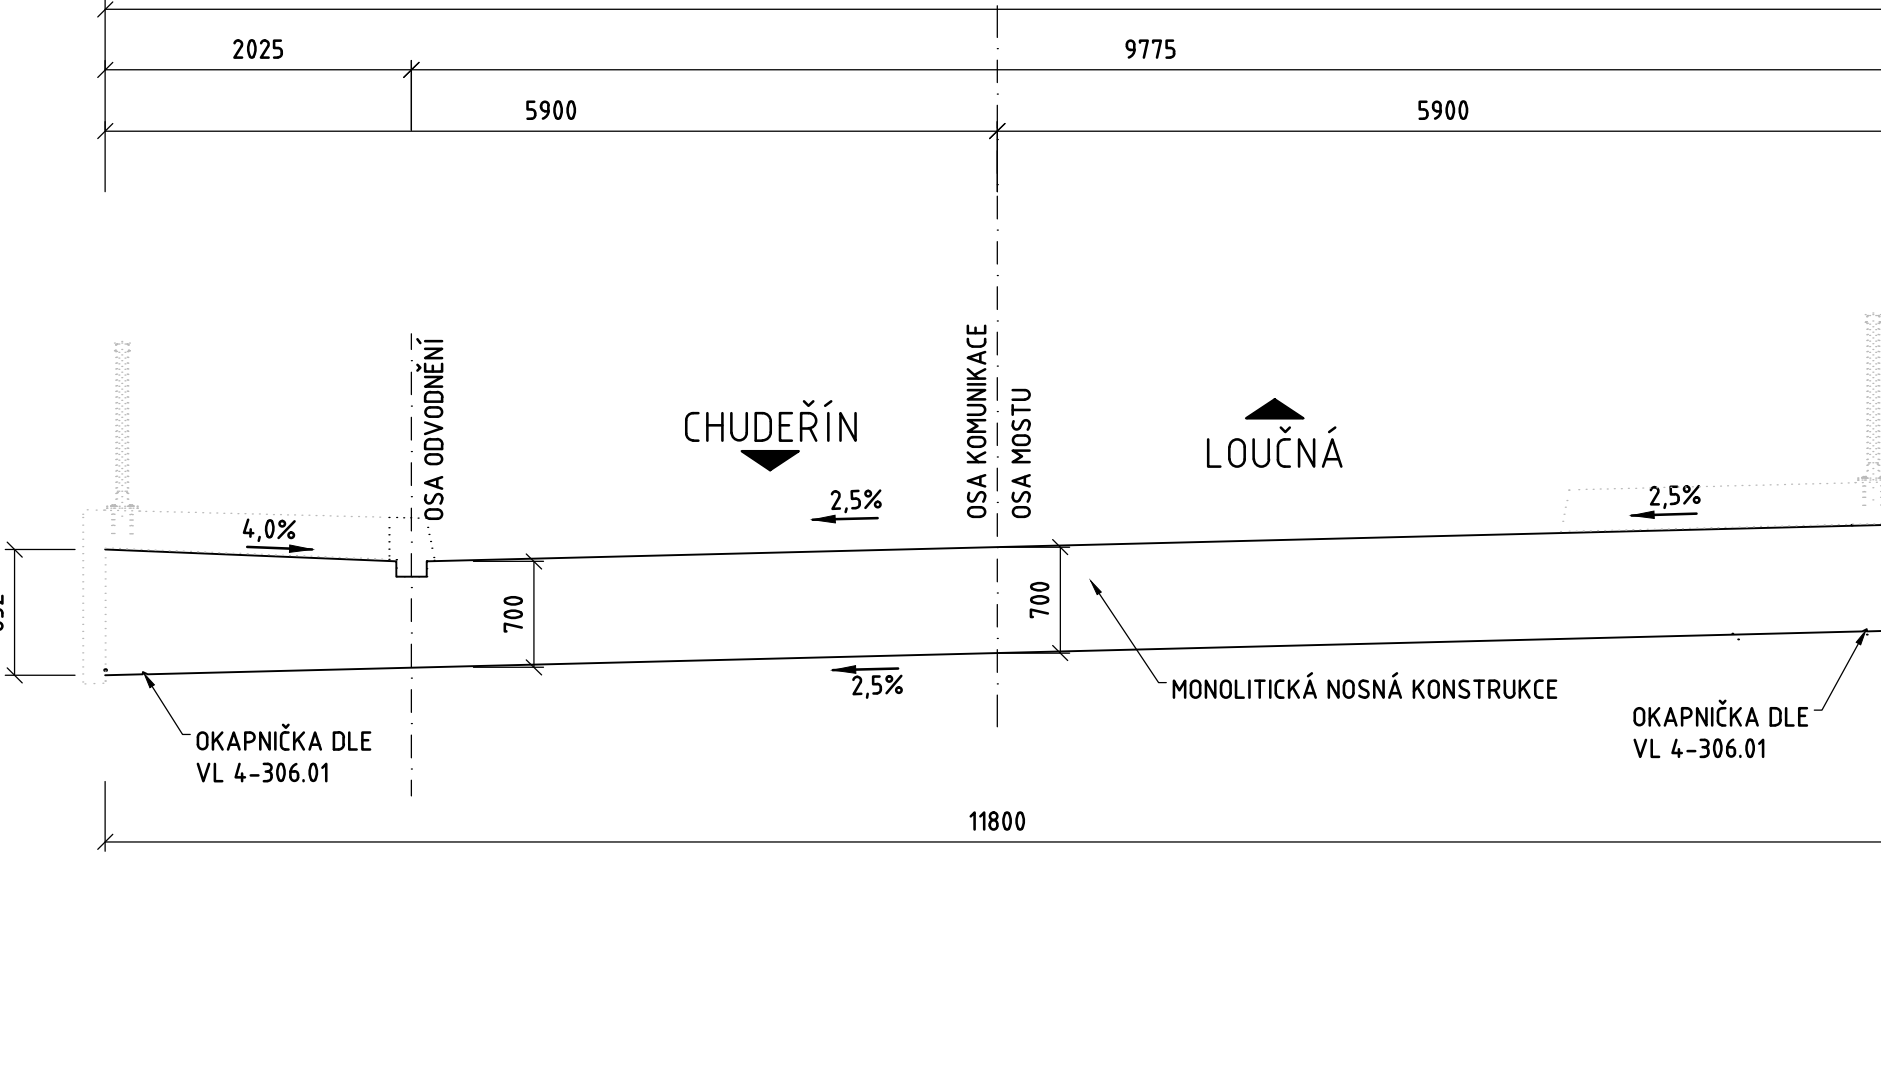 2025
9775
5900
5900
OSA ODVODNĚNÍ
OSA KOMUNIKACE
OSA MOSTU
CHUDEŘÍN
LOUČNÁ
4,0%
2,5%
2,5%
700
700
2,5%
MONOLITICKÁ NOSNÁ KONSTRUKCE
OKAPNIČKA DLE
VL 4-306.01
OKAPNIČKA DLE
VL 4-306.01
11800